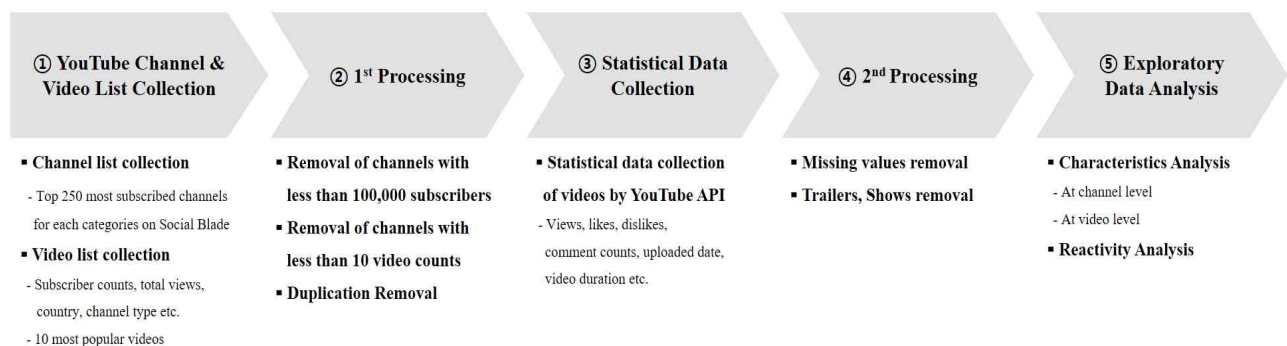 ① YouTube Channel &
Video List Collection
② 1st Processing
③ Statistical Data
Collection
④ 2nd Processing
⑤ Exploratory
Data Analysis
▪ Channel list collection
- Top 250 most subscribed channels
for each categories on Social Blade
▪ Video list collection
- Subscriber counts, total views,
country, channel type etc.
- 10 most popular videos
▪ Removal of channels with
less than 100,000 subscribers
▪ Removal of channels with
less than 10 video counts
▪ Duplication Removal
▪ Statistical data collection
of videos by YouTube API
- Views, likes, dislikes,
comment counts, uploaded date,
video duration etc.
▪ Missing values removal
▪ Trailers, Shows removal
▪ Characteristics Analysis
- At channel level
- At video level
▪ Reactivity Analysis